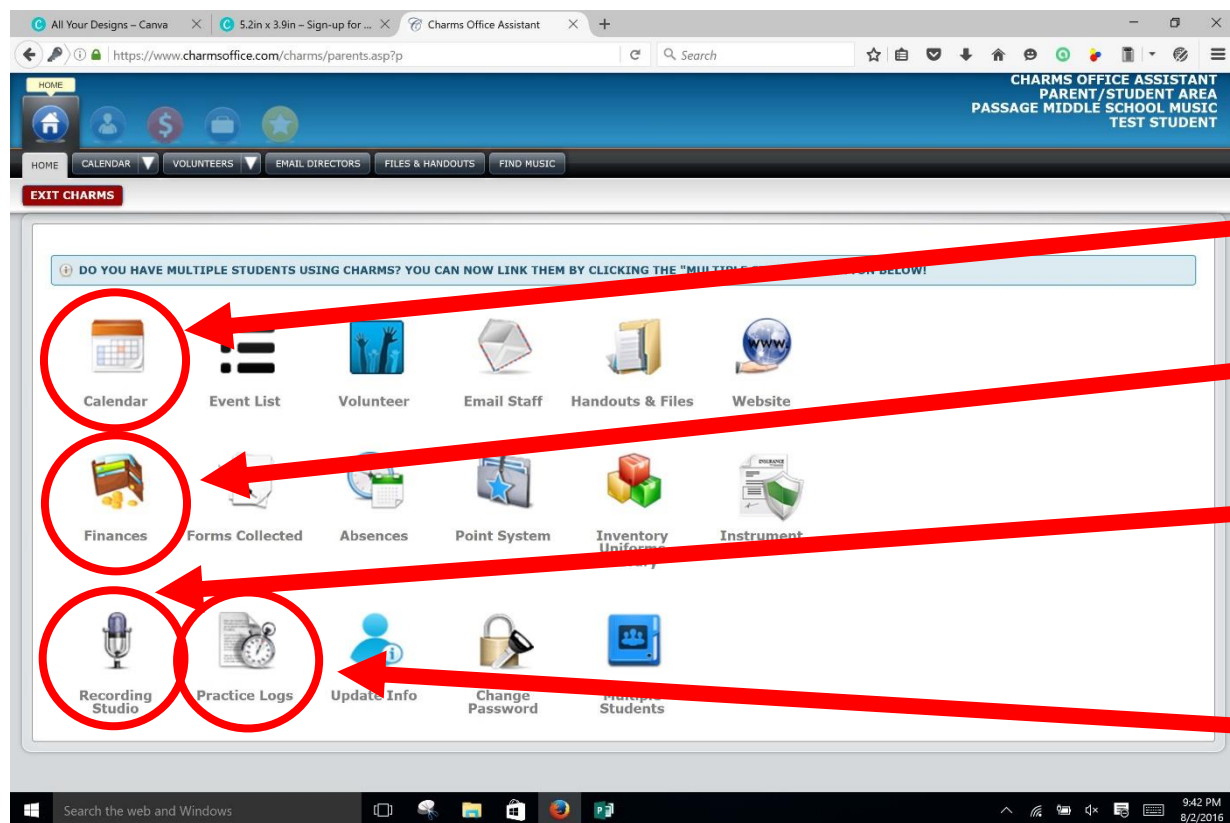 All Your Designs – Canva
5.2in x 3.9in – Sign-up for ...
Charms Office Assistant
https://www.charmsoffice.com/charms/parents.asp?p
Search
HOME
CHARMS OFFICE ASSISTANT
PARENT/STUDENT AREA
PASSAGE MIDDLE SCHOOL MUSIC
TEST STUDENT
HOME CALENDAR VOLUNTEERS EMAIL DIRECTORS FILES & HANDOUTS FIND MUSIC
EXIT CHARMS
DO YOU HAVE MULTIPLE STUDENTS USING CHARMS? YOU CAN NOW LINK THEM BY CLICKING THE "MULTIPLE BELOW!
www.
Calendar Event List Volunteer Email Staff Handouts & Files Website
INSURANCE
Finances Forms Collected Absences Point System Inventory Instrument
Uniforms
Recording Practice Logs Update Info Change Multiple
Studio Password Students
Search the web and Windows
9:42 PM
8/2/2016